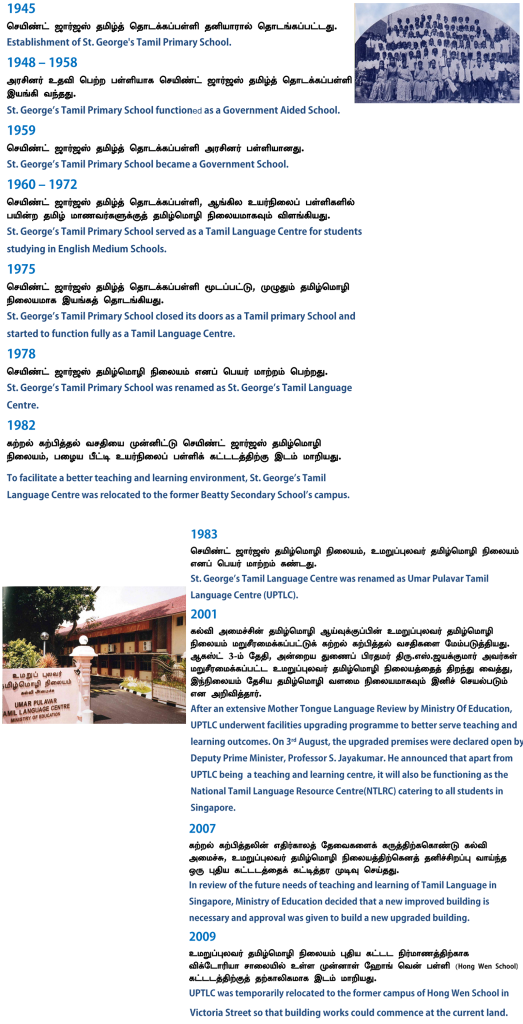 1945
செயிண்ட் ஜார்ஜஸ் தமிழ்த் தொடக்கப்பள்ளி தனியாரால் தொடங்கப்பட்டது.
Establishment of St. George's Tamil Primary School.
1948 – 1958
அரசினர் உதவி பெற்ற பள்ளியாக செயிண்ட் ஜார்ஜஸ் தமிழ்த் தொடக்கப்பள்ளி
இயங்கி வந்தது.
St. George's Tamil Primary School functioned as a Government Aided School.
1959
செயிண்ட் ஜார்ஜஸ் தமிழ்த் தொடக்கப்பள்ளி அரசினர் பள்ளியானது.
St. George's Tamil Primary School became a Government School.
1960 – 1972
செயிண்ட் ஜார்ஜஸ் தமிழ்த் தொடக்கப்பள்ளி, ஆங்கில உயர்நிலைப் பள்ளிகளில்
பயின்ற தமிழ் மாணவர்களுக்குத் தமிழ்மொழி நிலையமாகவும் விளங்கியது.
St. George's Tamil Primary School served as a Tamil Language Centre for students
studying in English Medium Schools.
1975
செயிண்ட் ஜார்ஜஸ் தமிழ்த் தொடக்கப்பள்ளி மூடப்பட்டு, முழுதும் தமிழ்மொழி
நிலையமாக இயங்கத் தொடங்கியது.
St. George's Tamil Primary School closed its doors as a Tamil primary School and
started to function fully as a Tamil Language Centre.
1978
செயிண்ட் ஜார்ஜஸ் தமிழ்மொழி நிலையம் எனப் பெயர் மாற்றம் பெற்றது.
St. George's Tamil Primary School was renamed as St. George's Tamil Language
Centre.
1982
கற்றல் கற்பித்தல் வசதியை முன்னிட்டு செயிண்ட் ஜார்ஜஸ் தமிழ்மொழி
நிலையம், பழைய பீட்டி உயர்நிலைப் பள்ளிக் கட்டடத்திற்கு இடம் மாறியது.
To facilitate a better teaching and learning environment, St. George's Tamil
Language Centre was relocated to the former Beatty Secondary School's campus.
1983
செயிண்ட் ஜார்ஜஸ் தமிழ்மொழி நிலையம், உமறுப்புலவர் தமிழ்மொழி நிலையம்
எனப் பெயர் மாற்றம் கண்டது.
St. George's Tamil Language Centre was renamed as Umar Pulavar Tamil
Language Centre (UPTLC).
2001
கல்வி அமைச்சின் தமிழ்மொழி ஆய்வுக்குப்பின் உமறுப்புலவர் தமிழ்மொழி
நிலையம் மறுசீரமைக்கப்பட்டுக் கற்றல் கற்பித்தல் வசதிகளை மேம்படுத்தியது.
ஆகஸ்ட் 3-ம் தேதி, அன்றைய துணைப் பிரதமர் திரு.எஸ்.ஜயக்குமார் அவர்கள்
மறுசீரமைக்கப்பட்ட உமறுப்புலவர் தமிழ்மொழி நிலையத்தைத் திறந்து வைத்து,
இந்நிலையம் தேசிய தமிழ்மொழி வளமை நிலையமாகவும் இனிச் செயல்படும்
என அறிவித்தார்.
After an extensive Mother Tongue Language Review by Ministry Of Education,
UPTLC underwent facilities upgrading programme to better serve teaching and
learning outcomes. On 3rd August, the upgraded premises were declared open by
Deputy Prime Minister, Professor S. Jayakumar. He announced that apart from
UPTLC being a teaching and learning centre, it will also be functioning as the
National Tamil Language Resource Centre(NTLRC) catering to all students in
Singapore.
உமறுப் புலவர்
தமிழ்மொழி நிலையம்
கல்வி அமைச்சு
UMAR PULAVAR
TAMIL LANGUAGE CENTRE
MINISTRY OF EDUCATION
2007
கற்றல் கற்பித்தலின் எதிர்காலத் தேவைகளைக் கருத்திற்ககொண்டு கல்வி
அமைச்சு, உமறுப்புலவர் தமிழ்மொழி நிலையத்திற்கெனத் தனிச்சிறப்பு வாய்ந்த
ஒரு புதிய கட்டடத்தைக் கட்டித்தர முடிவு செய்தது.
In review of the future needs of teaching and learning of Tamil Language in
Singapore, Ministry of Education decided that a new improved building is
necessary and approval was given to build a new upgraded building.
2009
உமறுப்புலவர் தமிழ்மொழி நிலையம் புதிய கட்டட நிர்மாணத்திற்காக
விக்டோரியா சாலையில் உள்ள முன்னாள் ஹோங் வென் பள்ளி (Hong Wen School)
கட்டடத்திற்குத் தற்காலிகமாக இடம் மாறியது.
UPTLC was temporarily relocated to the former campus of Hong Wen School in
Victoria Street so that building works could commence at the current land.